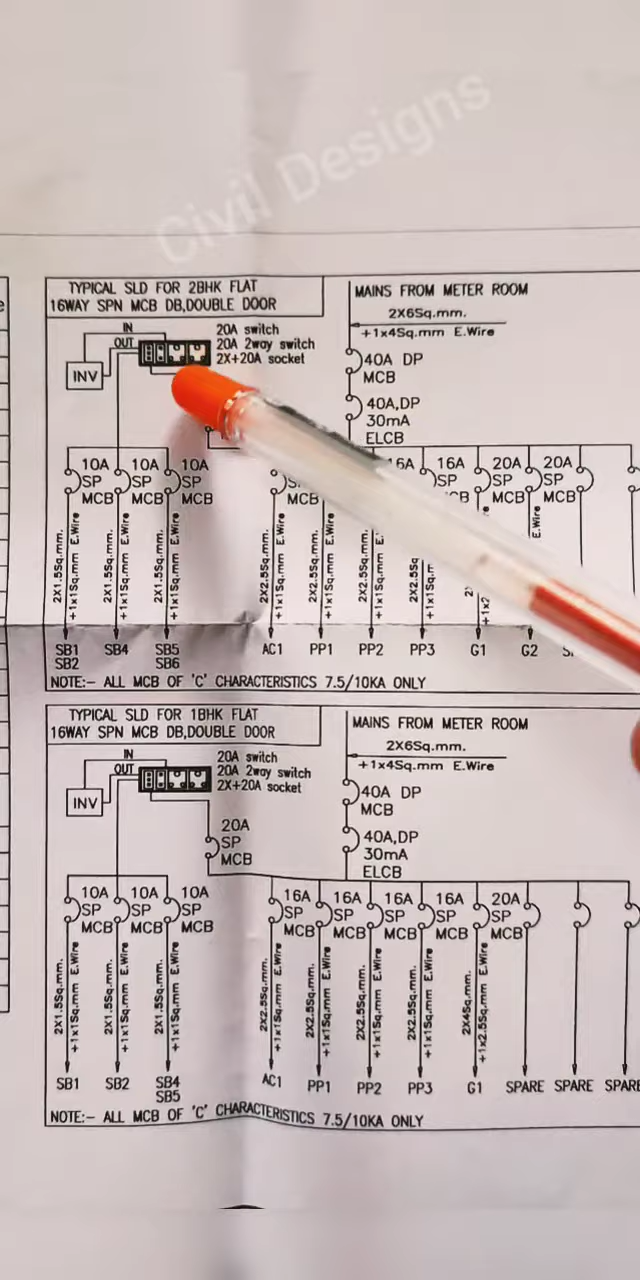 Civil Designs
TYPICAL SLD FOR 2BHK FLAT
16WAY SPN MCB DB,DOUBLE DOOR
MAINS FROM METER ROOM
2X6Sq.mm.
+1x4Sq.mm E.Wire
IN
OUT
INV
20A switch
20A 2way switch
2X+20A socket
40A DP
MCB
40A,DP
30mA
ELCB
10A
SP
MCB
10A
SP
MCB
10A
SP
MCB
MCB
16A
SP
16A
20A
SP
MCB
20A
SP
MCB
2X1.5Sq.mm.
+1x1Sq.mm E.Wire
2X1.5Sq.mm.
+1x1Sq.mm E.Wire
2X1.5Sq.mm.
+1x1Sq.mm E.Wire
2X2.5Sq.mm.
+1x1Sq.mm E.Wire
2X2.5Sq.mm.
+1x1Sq.mm E.Wire
2X2.5Sq.mm.
+1x1Sq.mm
2X2.5Sq.mm.
E.Wire
SB1
SB2
SB4
SB5
SB6
AC1
PP1
PP2
PP3
G1
G2
NOTE:- ALL MCB OF 'C' CHARACTERISTICS 7.5/10KA ONLY
TYPICAL SLD FOR 1BHK FLAT
16WAY SPN MCB DB,DOUBLE DOOR
MAINS FROM METER ROOM
2X6Sq.mm.
+1x4Sq.mm E.Wire
IN
OUT
INV
20A switch
20A 2way switch
2X+20A socket
40A DP
MCB
40A,DP
30mA
ELCB
20A
SP
MCB
10A
SP
MCB
10A
SP
MCB
10A
SP
MCB
16A
SP
MCB
16A
SP
MCB
16A
SP
MCB
16A
SP
MCB
20A
SP
MCB
2X1.5Sq.mm.
+1x1Sq.mm E.Wire
2X1.5Sq.mm.
+1x1Sq.mm E.Wire
2X1.5Sq.mm.
+1x1Sq.mm E.Wire
2X2.5Sq.mm.
+1x1Sq.mm E.Wire
2X2.5Sq.mm.
+1x1Sq.mm E.Wire
2X2.5Sq.mm.
+1x1Sq.mm E.Wire
2X2.5Sq.mm.
+1x1Sq.mm E.Wire
2X4Sq.mm.
+1x2.5Sq.mm E.Wire
SB1
SB2
SB4
SB5
AC1
PP1
PP2
PP3
G1
SPARE
SPARE
SPARE
NOTE:- ALL MCB OF 'C' CHARACTERISTICS 7.5/10KA ONLY